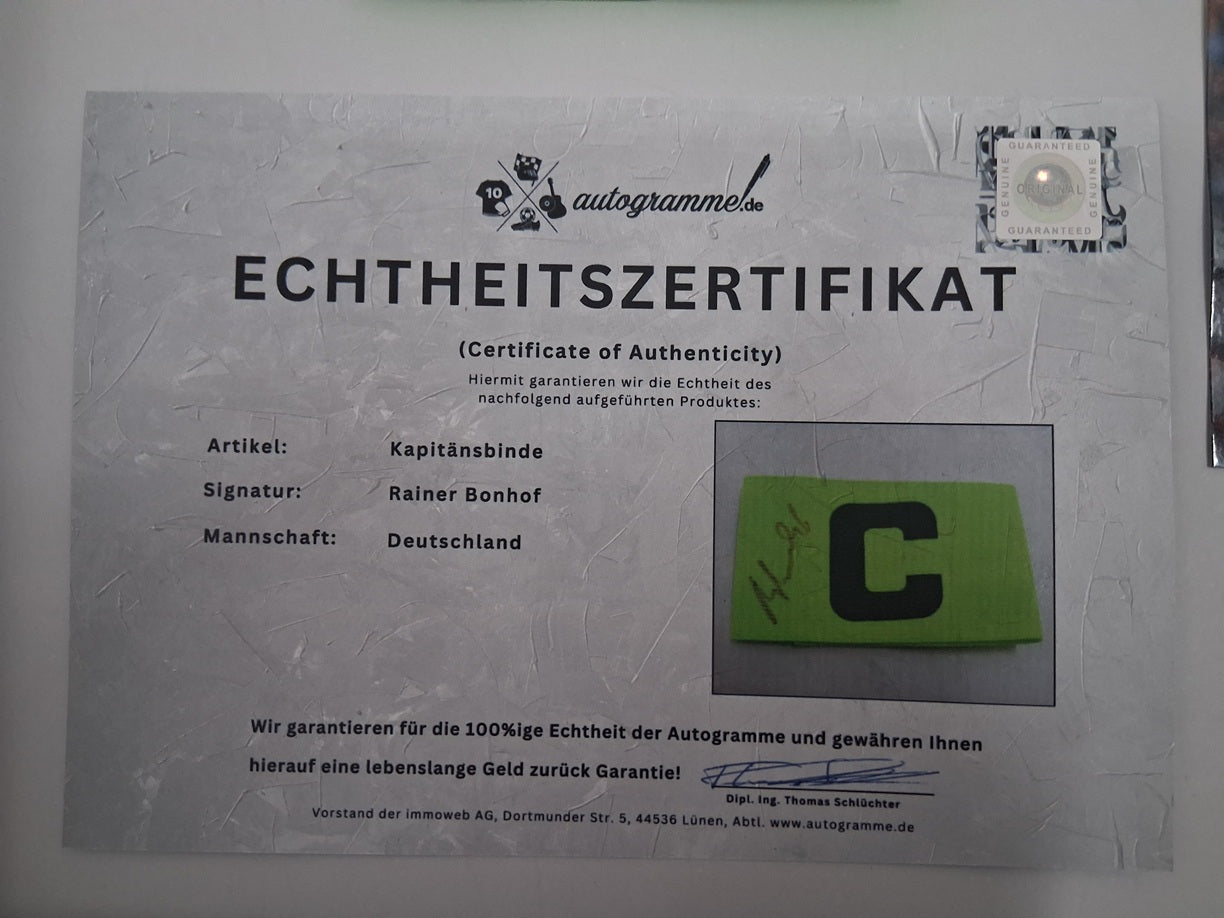 10
autogramme.de
GUARANTEED
GENUINE
ORIGINAL
GENUINE
GUARANTEED
ECHTHEITSZERTIFIKAT
(Certificate of Authenticity)
Hiermit garantieren wir die Echtheit des
nachfolgend aufgeführten Produktes:
Artikel: Kapitänsbinde
Signatur: Rainer Bonhof
Mannschaft: Deutschland
C
Wir garantieren für die 100%ige Echtheit der Autogramme und gewähren Ihnen
hierauf eine lebenslange Geld zurück Garantie!
Dipl. Ing. Thomas Schlüchter
Vorstand der immoweb AG, Dortmunder Str. 5, 44536 Lünen, Abtl. www.autogramme.de